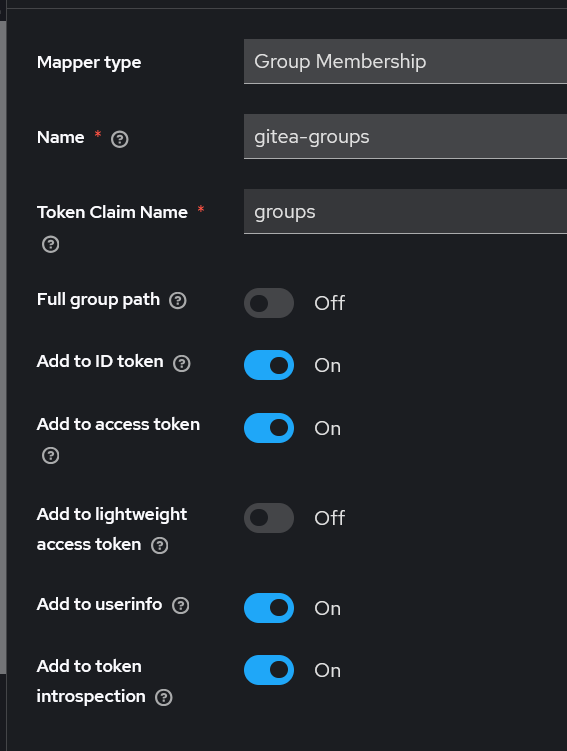 Mapper type
Group Membership
Name *
gitea-groups
Token Claim Name *
groups
Full group path
Off
Add to ID token
On
Add to access token
On
Add to lightweight
access token
Off
Add to userinfo
On
Add to token
introspection
On